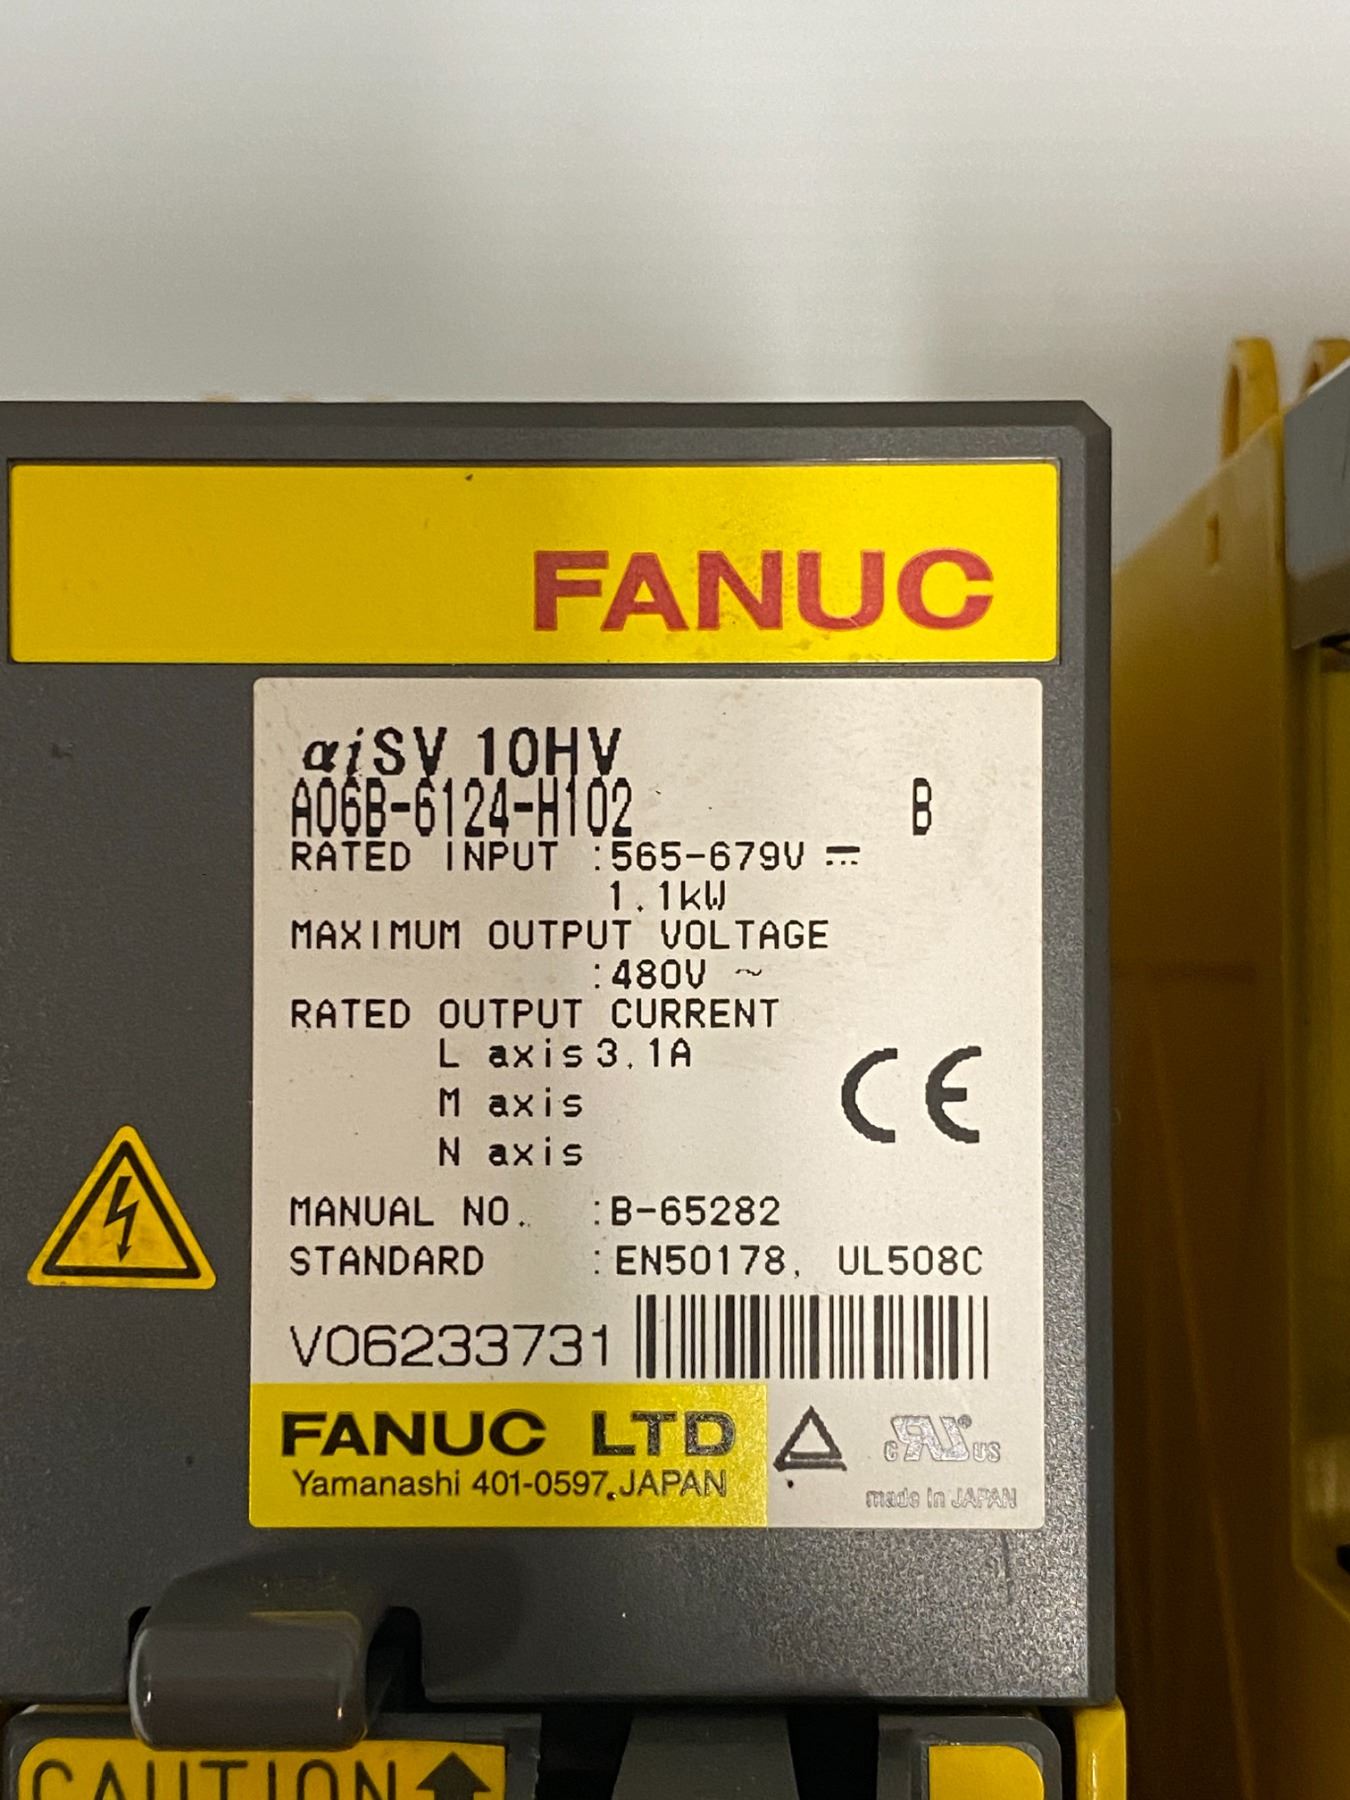 FANUC
αiSV 10HV
A06B-6124-H102 B
RATED INPUT :565-679V ⎓
1.1kW
MAXIMUM OUTPUT VOLTAGE
:480V ~
RATED OUTPUT CURRENT
L axis 3.1A
M axis
N axis
CE
MANUAL NO. :B-65282
STANDARD :EN50178, UL508C
V06233731
FANUC LTD
Yamanashi 401-0597, JAPAN
C RU® US
made in JAPAN
CAUTION